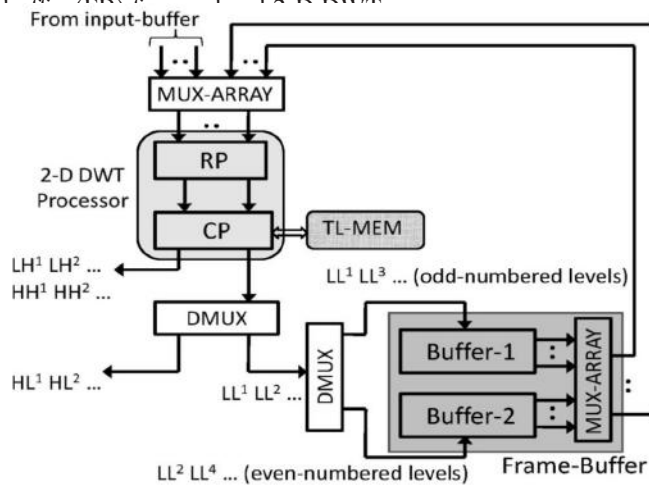 From input-buffer
MUX-ARRAY
RP
2-D DWT
Processor
CP
TL-MEM
LH¹ LH² ...
HH¹ HH² ...
LL¹ LL³ ... (odd-numbered levels)
DMUX
DMUX
Buffer-1
MUX-ARRAY
HL¹ HL² ...
LL¹ LL² ...
Buffer-2
LL² LL⁴ ... (even-numbered levels)
Frame-Buffer